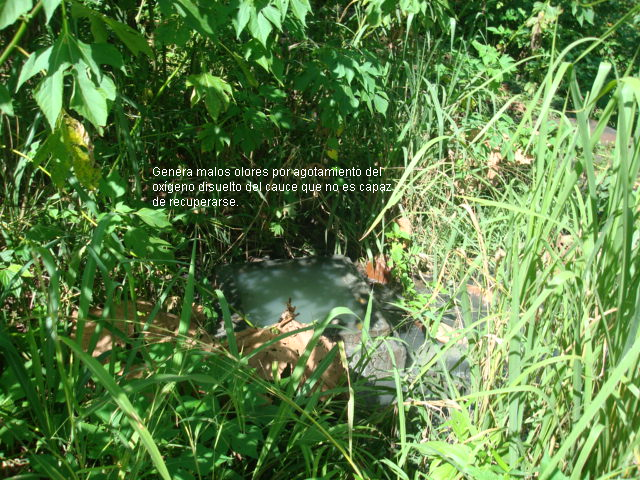 Genera malos olores por agotamiento del
oxígeno disuelto del cauce que no es capaz
de recuperarse.